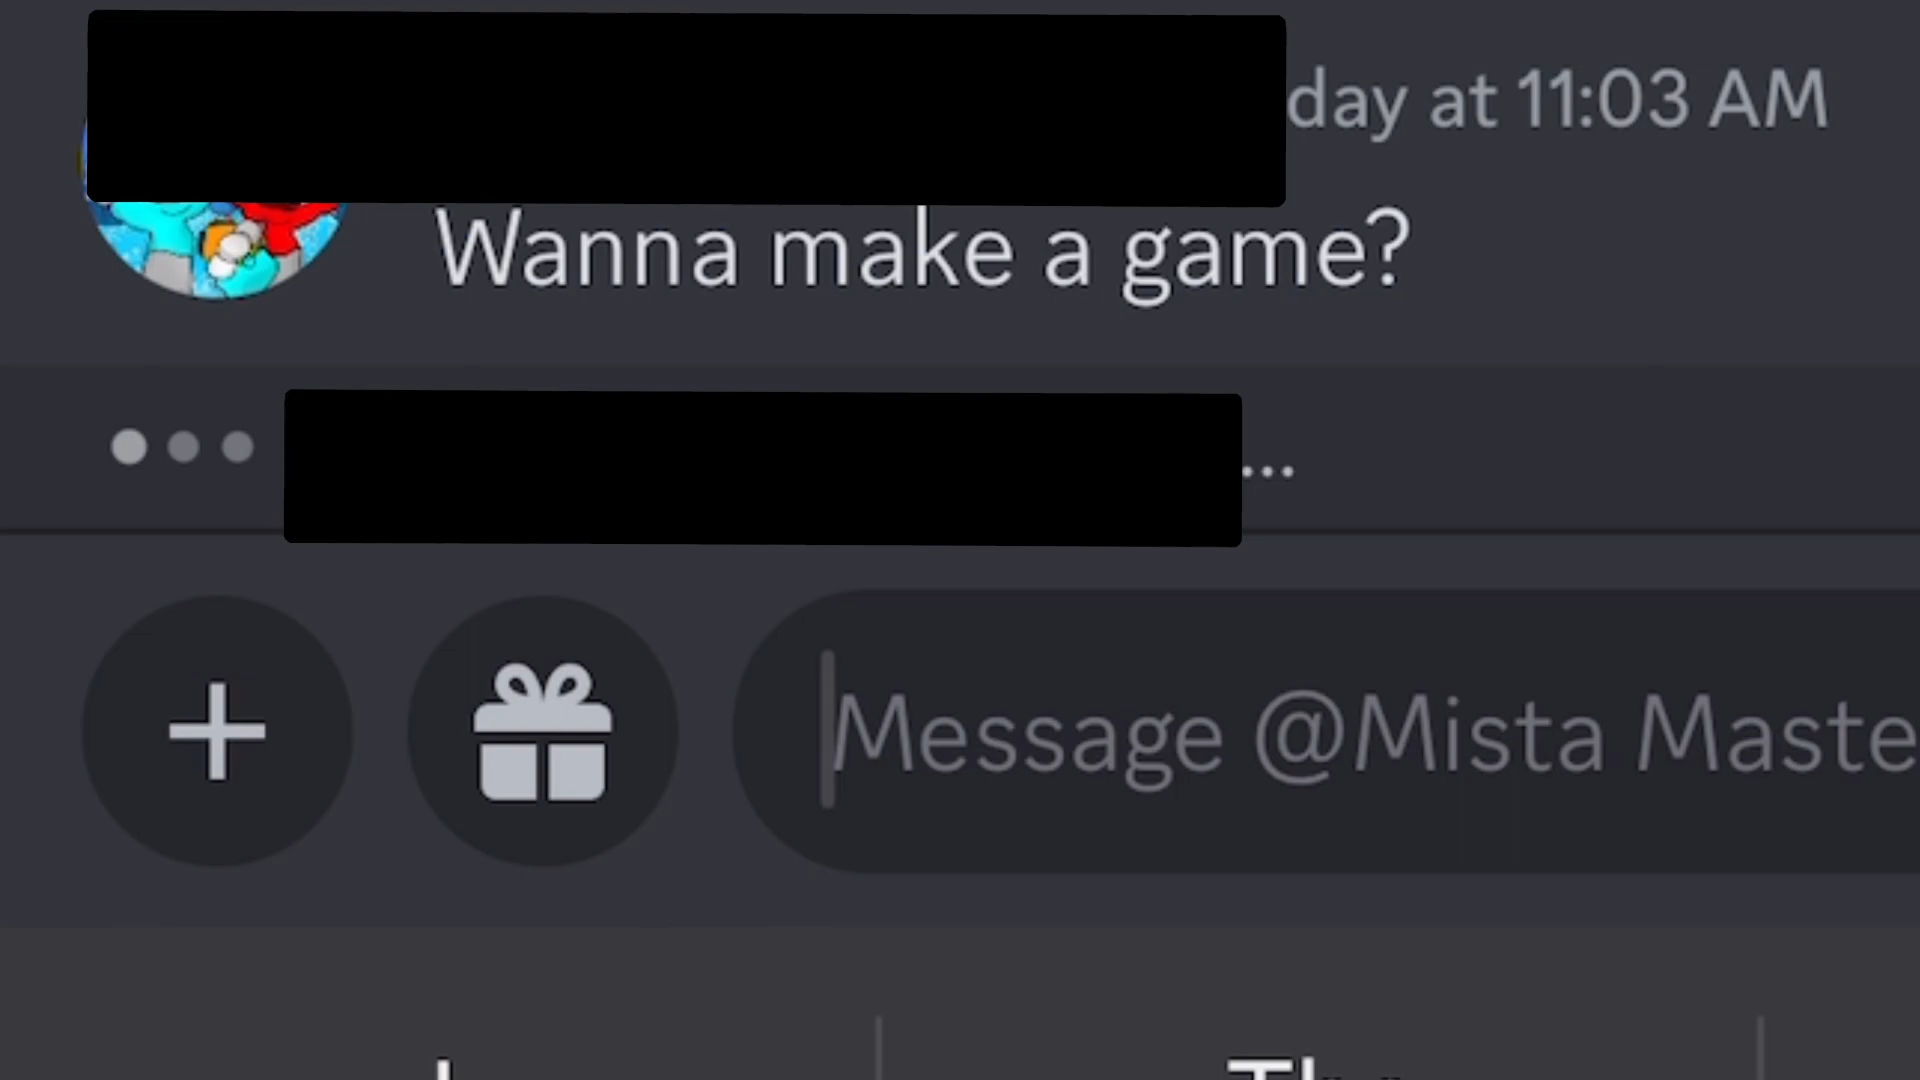 day at 11:03 AM
Wanna make a game?
...
Message @Mista Maste
I